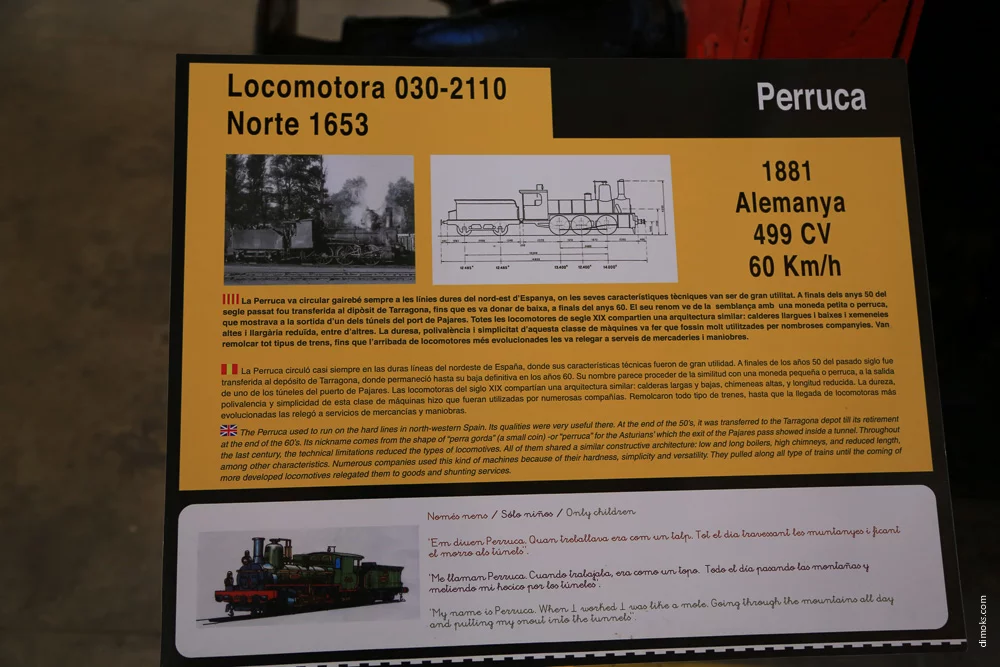 Locomotora 030-2110
Norte 1653
Perruca
1881
Alemanya
499 CV
60 Km/h
La Perruca va circular gairebé sempre a les línies dures del nord-est d'Espanya, on les seves característiques tècniques van ser de gran utilitat. A finals dels anys 50 del
segle passat fou transferida al dipòsit de Tarragona, fins que es va donar de baixa, a finals del anys 60. El seu renom ve de la semblança amb una moneda petita o perruca,
que mostrava a la sortida d'un dels túnels del port de Pajares. Totes les locomotores de segle XIX compartien una arquitectura similar: calderes llargues i baixes i xemeneies
altes i llargària reduïda, entre d'altres. La duresa, polivalència i simplicitat d'aquesta classe de màquines va fer que fossin molt utilitzades per nombroses companyies. Van
remolcar tot tipus de trens, fins que l'arribada de locomotores més evolucionades les va relegar a serveis de mercaderies i maniobres.
La Perruca circuló casi siempre en las duras líneas del nordeste de España, donde sus características técnicas fueron de gran utilidad. A finales de los años 50 del pasado siglo fue
transferida al depósito de Tarragona, donde permaneció hasta su baja definitiva en los años 60. Su nombre parece proceder de la similitud con una moneda pequeña o perruca, a la salida
de uno de los túneles del puerto de Pajares. Las locomotoras del siglo XIX compartían una arquitectura similar: calderas largas y bajas, chimeneas altas, y longitud reducida. La dureza,
polivalencia y simplicidad de esta clase de máquinas hizo que fueran utilizadas por numerosas compañías. Remolcaron todo tipo de trenes, hasta que la llegada de locomotoras más
evolucionadas las relegó a servicios de mercancías y maniobras.
The Perruca used to run on the hard lines in north-western Spain. Its qualities were very useful there. At the end of the 50's, it was transferred to the Tarragona depot till its retirement
at the end of the 60's. Its nickname comes from the shape of "perra gorda" (a small coin) -or "perruca" for the Asturians' which the exit of the Pajares pass showed inside a tunnel. Throughout
the last century, the technical limitations reduced the types of locomotives. All of them shared a similar constructive architecture: low and long boilers, high chimneys, and reduced length,
among other characteristics. Numerous companies used this kind of machines because of their hardness, simplicity and versatility. They pulled along all type of trains until the coming of
more developed locomotives relegated them to goods and shunting services.
Només nens / Sólo niños / Only children
"Em diuen Perruca. Quan treballava era com un talp. Tot el dia travessant les muntanyes i ficant
el morro als túnels".
"Me llaman Perruca. Cuando trabajaba, era como un topo. Todo el día pasando las montañas y
metiendo mi hocico por los túneles".
"My name is Perruca. When I worked I was like a mole. Going through the mountains all day
and putting my snout into the tunnels"
dimoks.com